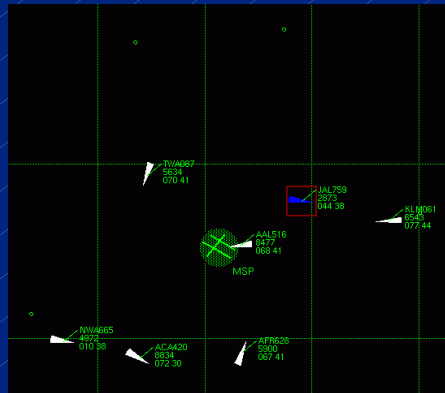 TWA087
5634
070 41
JAL759
2873
044 38
KLM061
6543
077 44
AAL516
8477
068 41
MSP
NWA665
4972
010 38
ACA420
8834
072 30
AFR628
5900
067 41